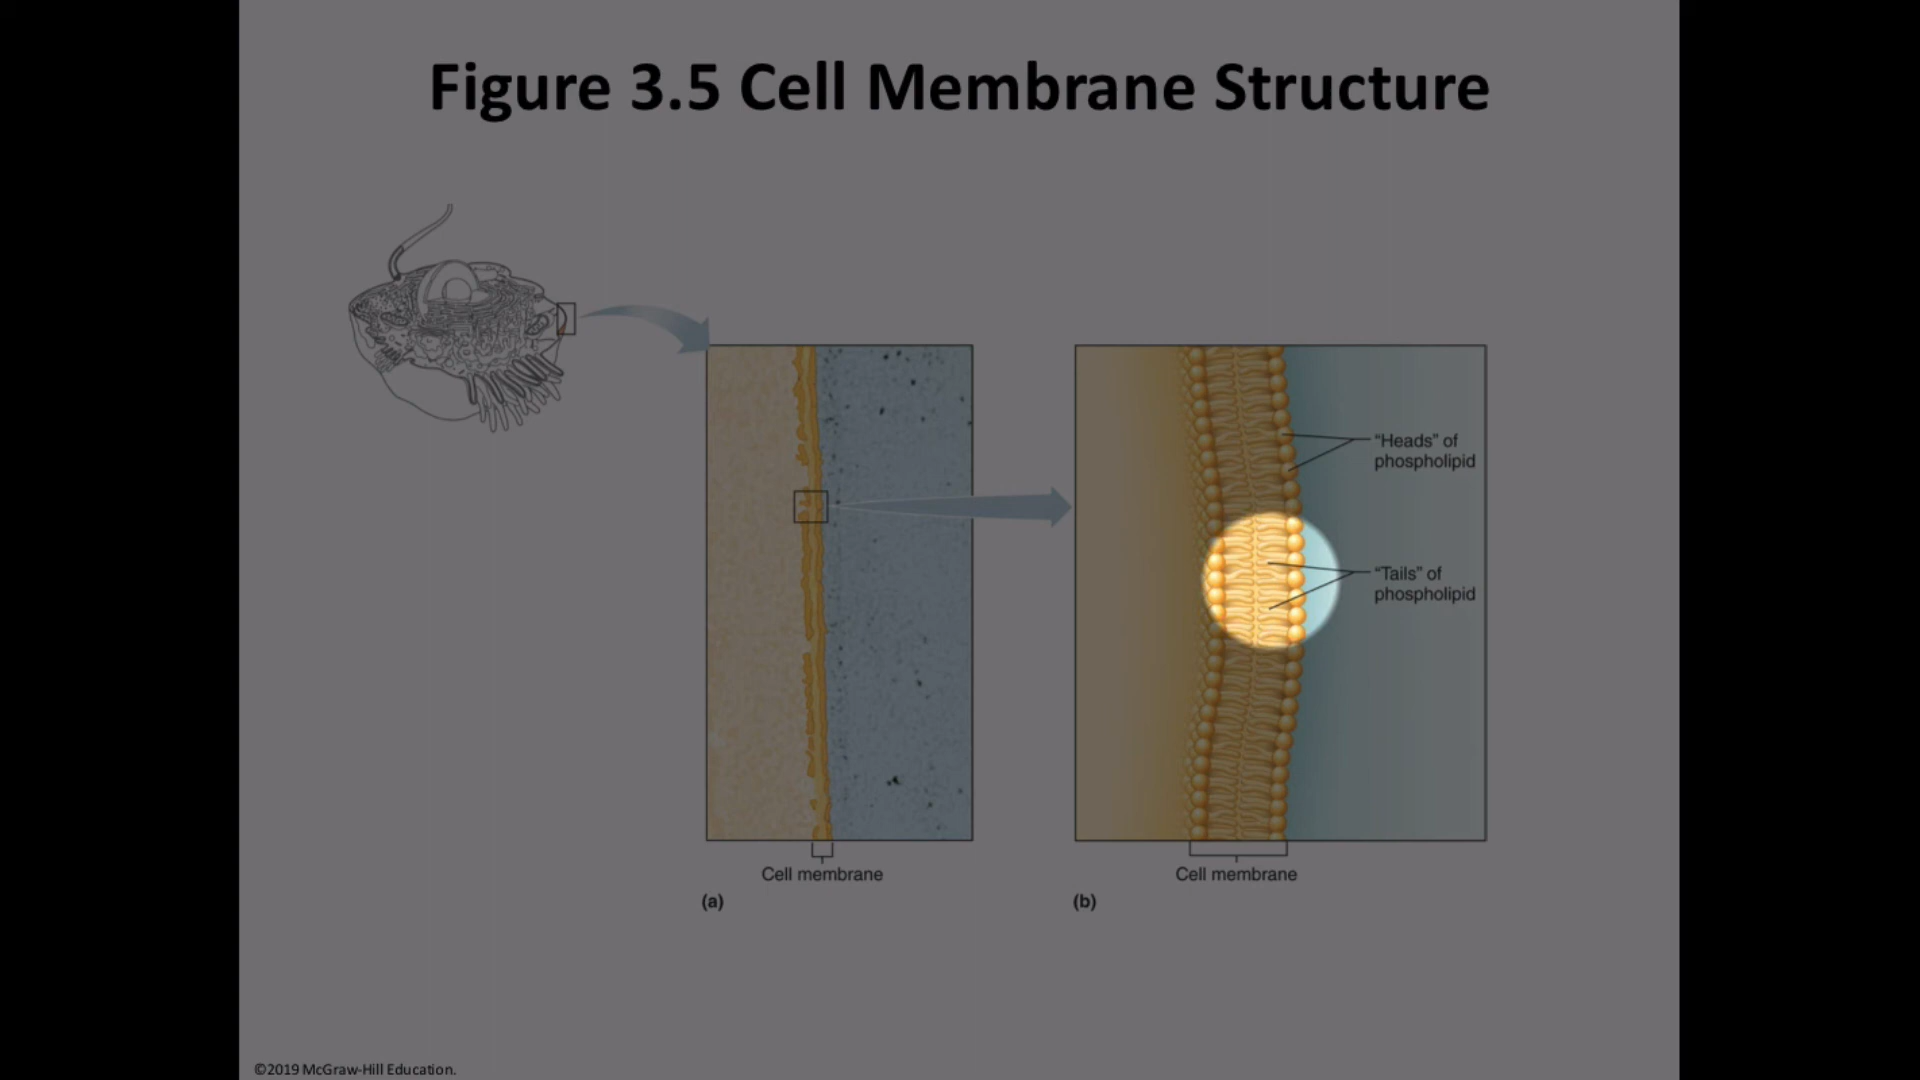 Figure 3.5 Cell Membrane Structure
“Heads” of
phospholipid
“Tails” of
phospholipid
Cell membrane
Cell membrane
(a)
(b)
©2019 McGraw-Hill Education.